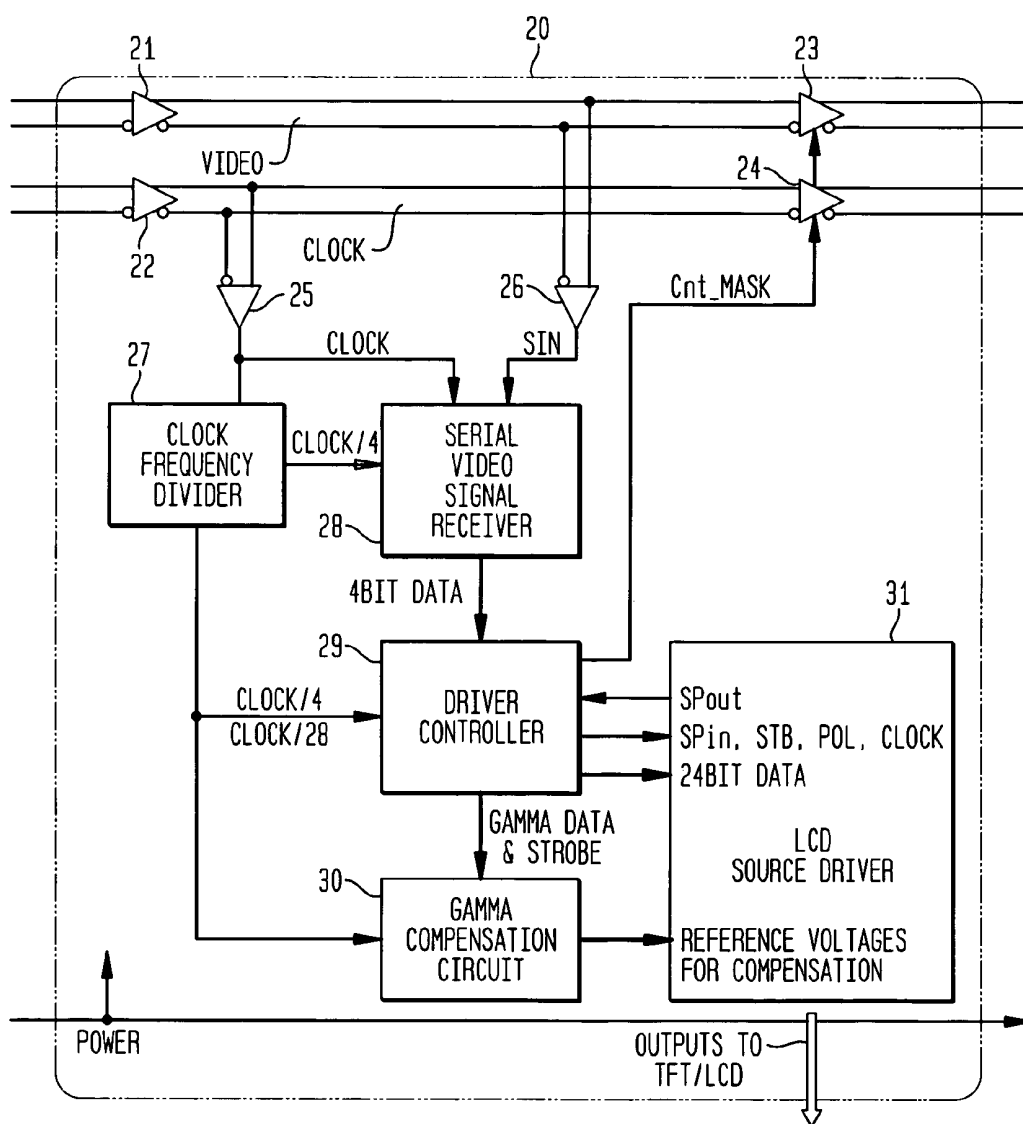 20
21
23
VIDEO
24
22
CLOCK
25
26
Cnt_MASK
CLOCK
SIN
27
CLOCK
FREQUENCY
DIVIDER
CLOCK/4
SERIAL
VIDEO
SIGNAL
RECEIVER
28
4BIT DATA
31
29
DRIVER
CONTROLLER
CLOCK/4
CLOCK/28
SPout
SPin, STB, POL, CLOCK
24BIT DATA
GAMMA DATA
& STROBE
LCD
SOURCE DRIVER
30
GAMMA
COMPENSATION
CIRCUIT
REFERENCE VOLTAGES
FOR COMPENSATION
POWER
OUTPUTS TO
TFT/LCD